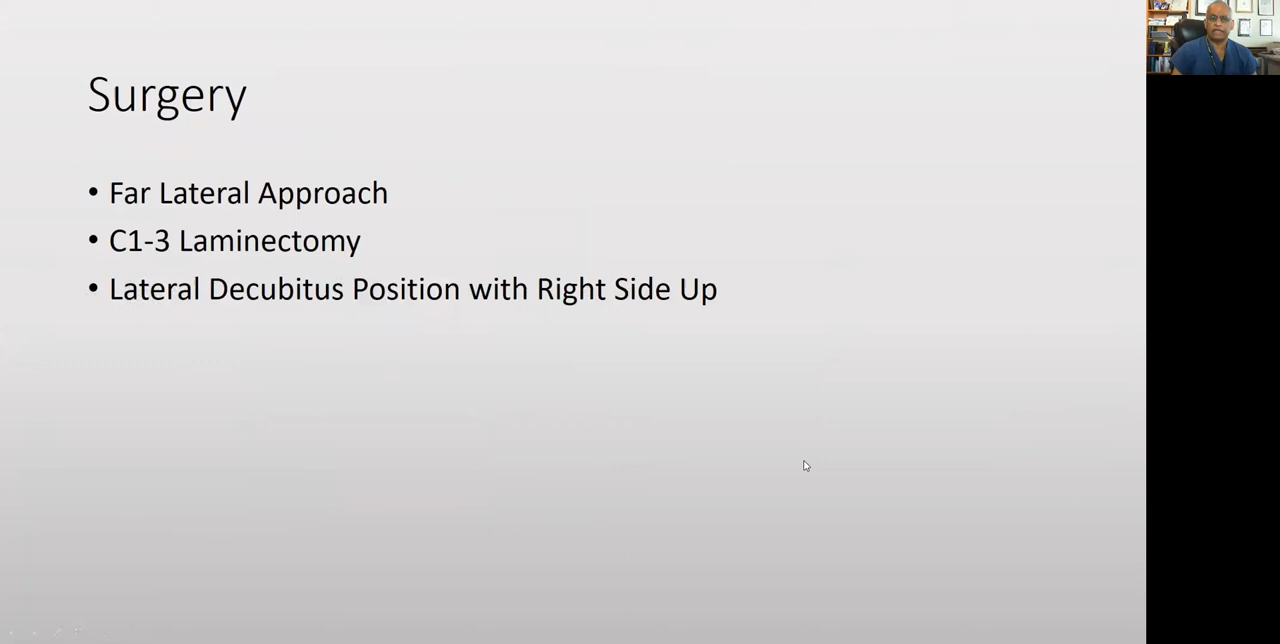 Surgery
• Far Lateral Approach
• C1-3 Laminectomy
• Lateral Decubitus Position with Right Side Up